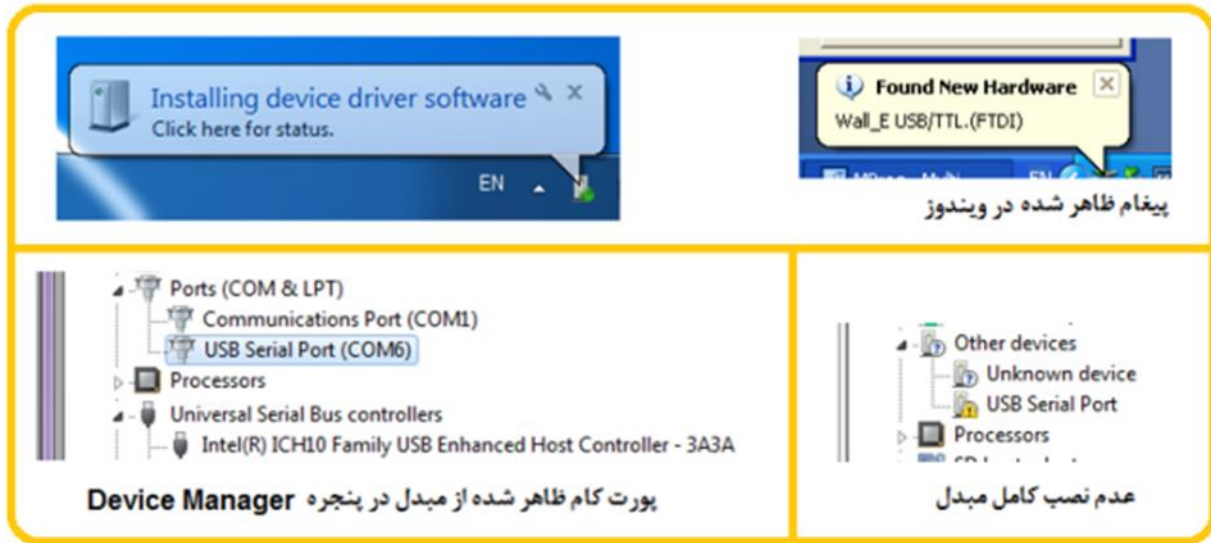 Installing device driver software
Click here for status.
EN
Found New Hardware
Wall_E USB/TTL.(FTDI)
EN
پیغام ظاهر شده در ویندوز
Ports (COM & LPT)
Communications Port (COM1)
USB Serial Port (COM6)
Processors
Universal Serial Bus controllers
Intel(R) ICH10 Family USB Enhanced Host Controller - 3A3A
پورت کام ظاهر شده از مبدل در پنجره Device Manager
Other devices
Unknown device
USB Serial Port
Processors
عدم نصب کامل مبدل